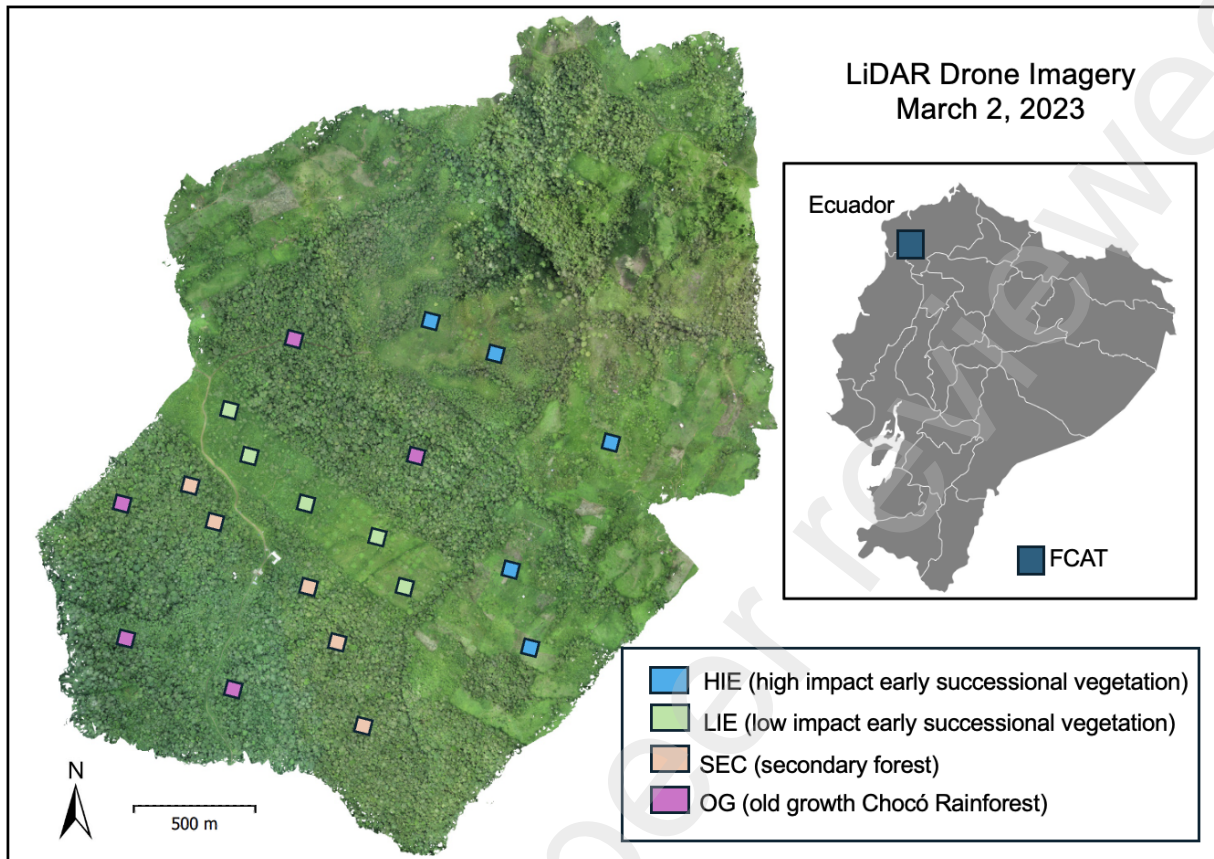 LiDAR Drone Imagery
March 2, 2023
Ecuador
FCAT
HIE (high impact early successional vegetation)
LIE (low impact early successional vegetation)
SEC (secondary forest)
OG (old growth Chocó Rainforest)
N
500 m
peer reviewe